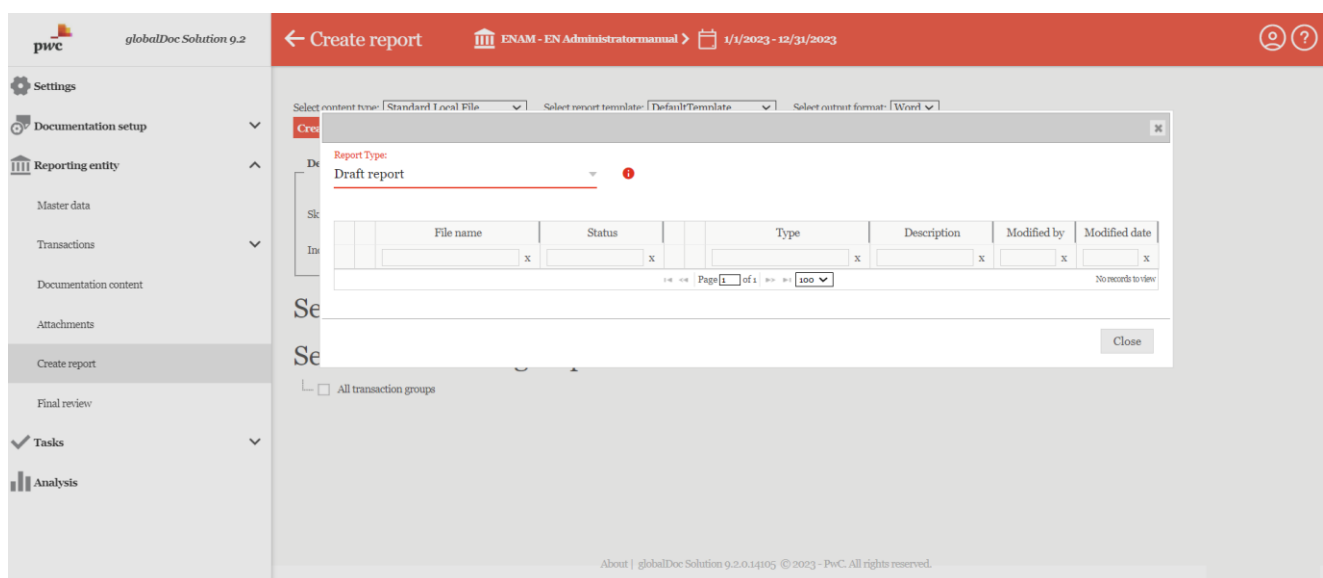 pwc globalDoc Solution 9.2
Create report ENAM - EN Administratormanual 1/1/2023 - 12/31/2023
Settings
Documentation setup
Reporting entity
Master data
Transactions
Documentation content
Attachments
Create report
Final review
Tasks
Analysis
Select content type: Standard Local File Select report template: DefaultTemplate Select output format: Word
Report Type:
Draft report
File name Status Type Description Modified by Modified date
x x x x x x
Page 1 of 1 100 No records to view
Close
All transaction groups
About | globalDoc Solution 9.2.0.14105 © 2023 - PwC. All rights reserved.